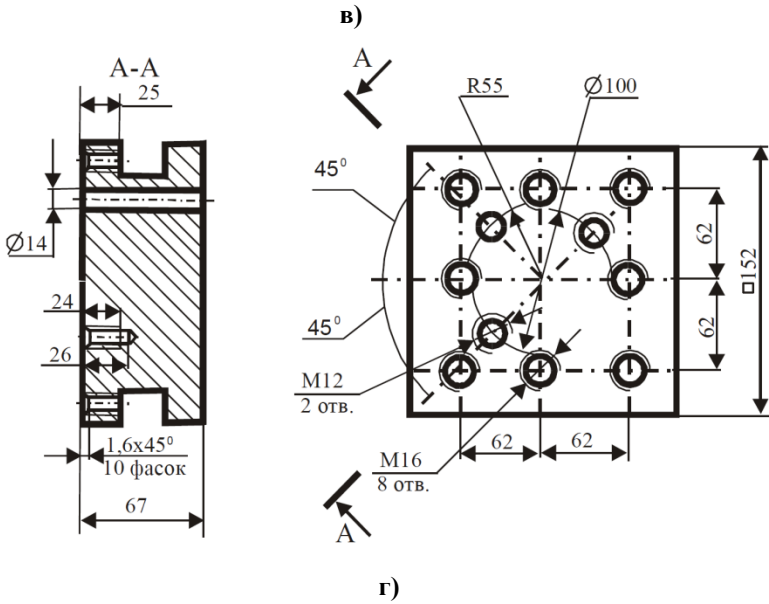 в)
А-А
25
Ø14
24
26
1,6х45⁰
10 фасок
67
А
R55
Ø100
45⁰
45⁰
62
62
□152
М12
2 отв.
62
62
М16
8 отв.
А
г)